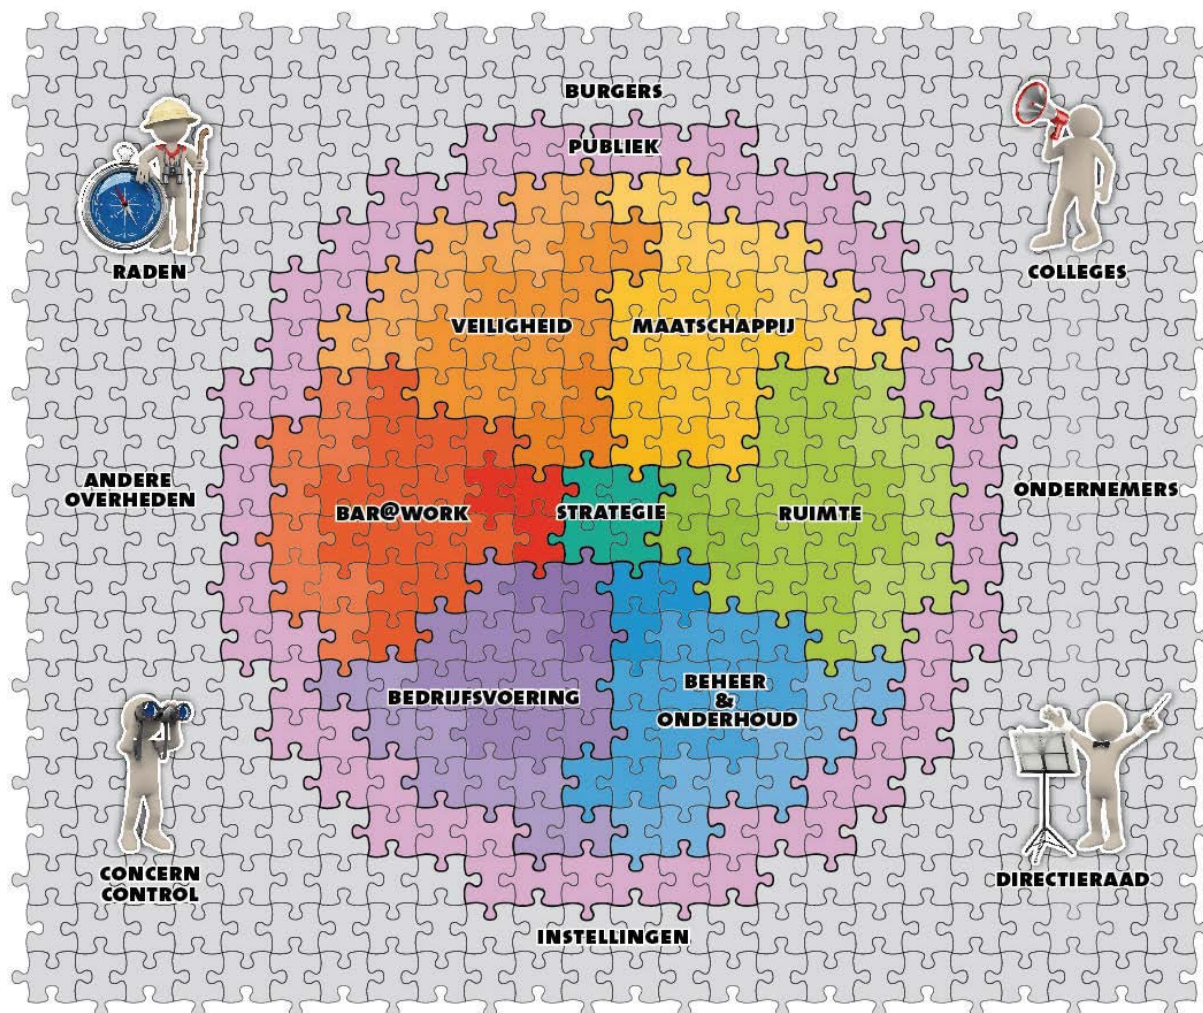 BURGERS
PUBLIEK
RADEN
COLLEGES
VEILIGHEID
MAATSCHAPPIJ
ANDERE
OVERHEDEN
BAR@WORK
STRATEGIE
RUIMTE
ONDERNEMERS
BEDRIJFSVOERING
BEHEER
&
ONDERHOUD
CONCERN
CONTROL
DIRECTIERAAD
INSTELLINGEN